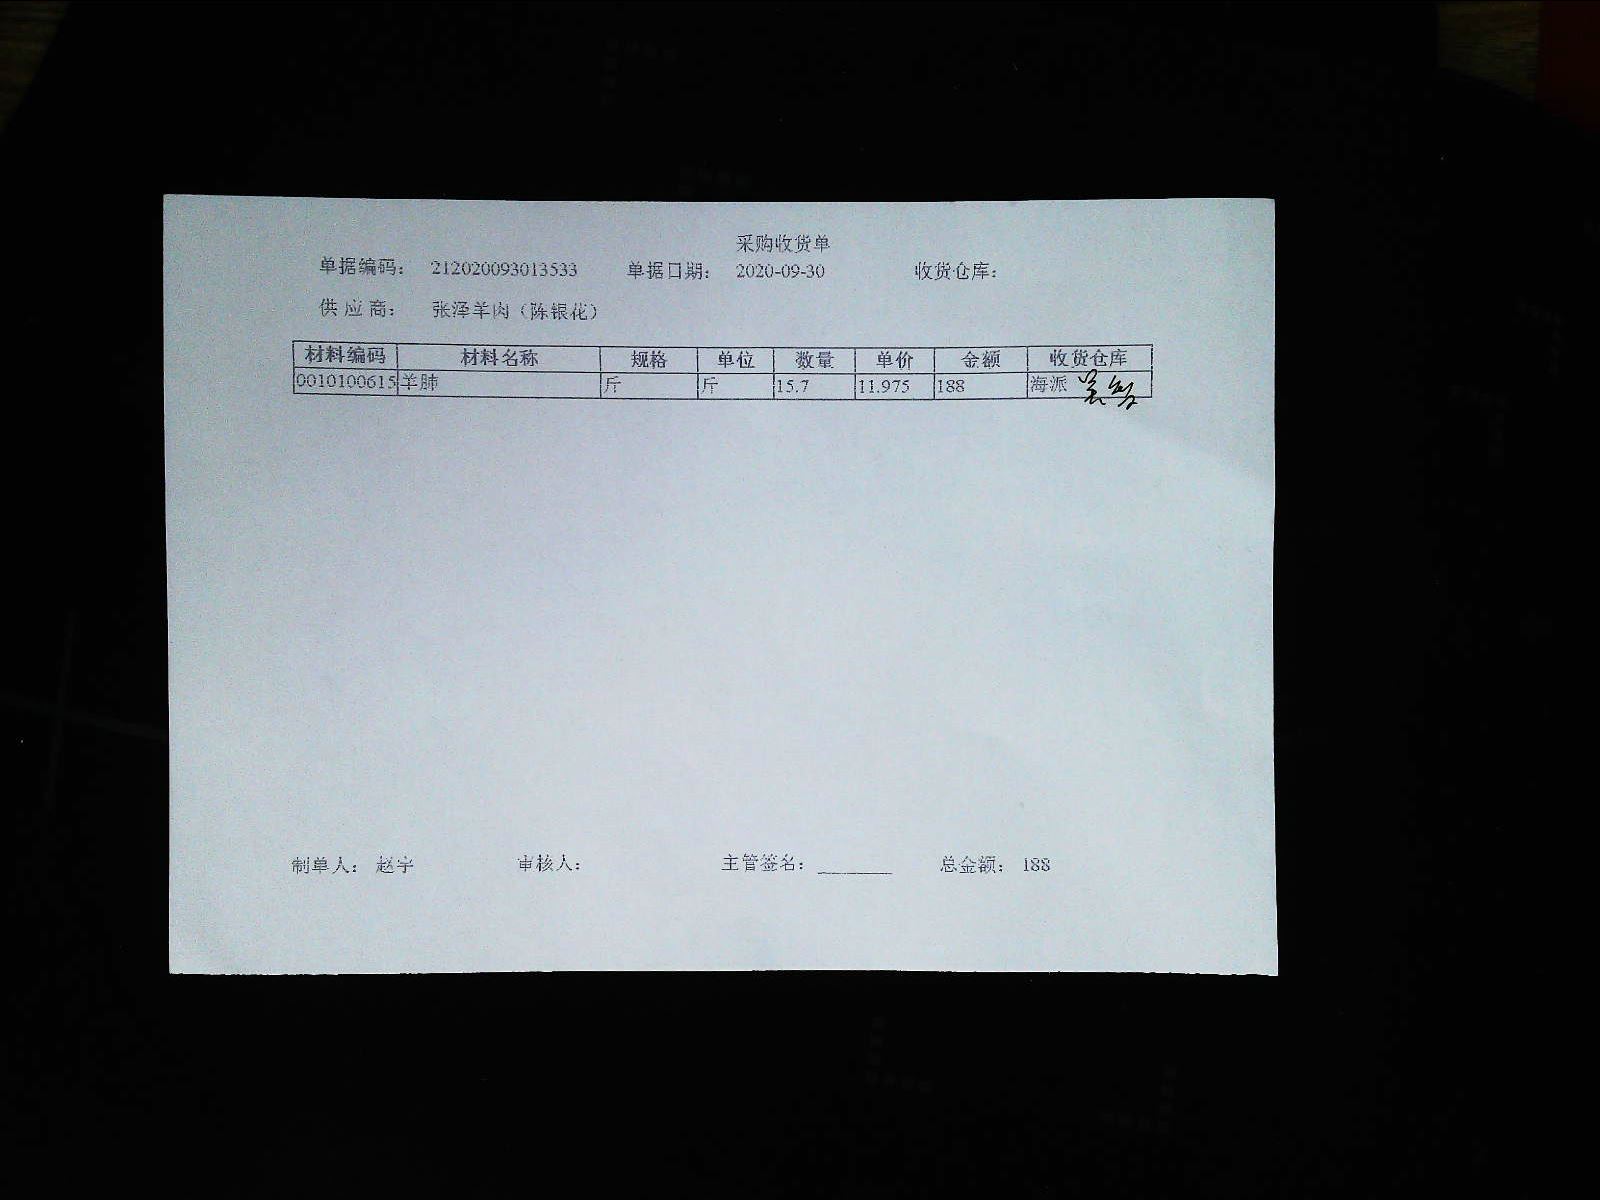 采购收货单
单据编码： 212020093013533 单据日期： 2020-09-30 收货仓库：
供 应 商： 张泽羊肉（陈银花）
材料编码 材料名称 规格 单位 数量 单价 金额 收货仓库
0010100615 羊肺 斤 斤 15.7 11.975 188 海派
制单人： 赵宇 审核人： 主管签名： 总金额： 188